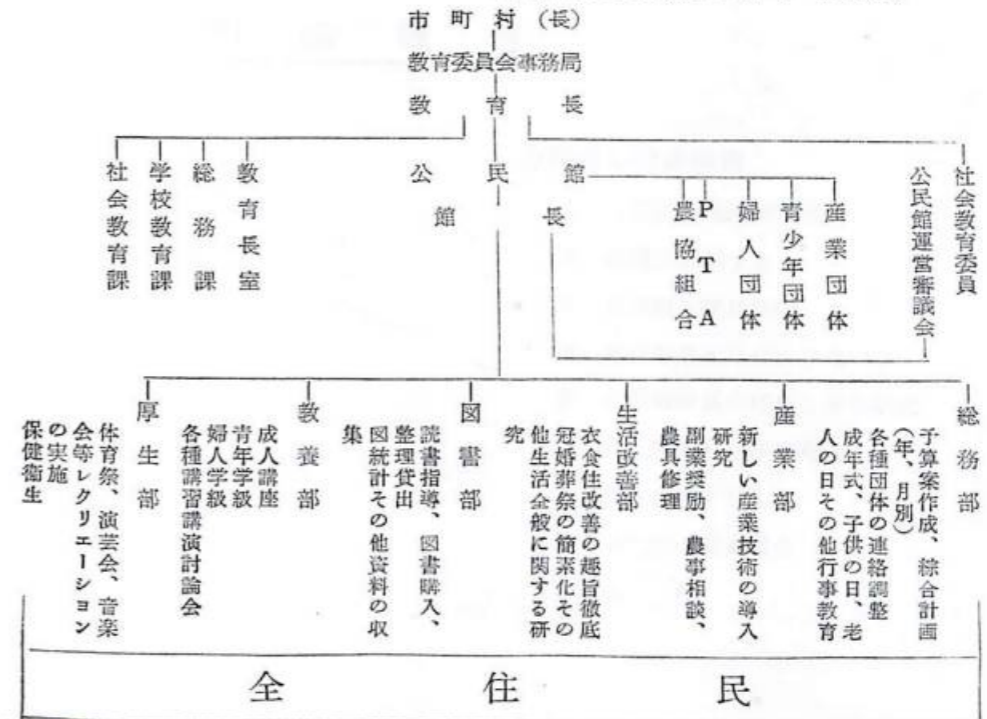 市町村(長)
教育委員会事務局
教育長
社会教育委員
公民館運営審議会
公民館
館長
産業団体
青少年団体
婦人団体
PTA
農協組合
教育長室
総務課
学校教育課
社会教育課
総務部
予算案作成、綜合計画
(年、月別)
各種団体の連絡調整
成年式、子供の日、老
人の日その他行事教育
産業部
新しい産業技術の導入
研究
副業奨励、農事相談、
農具修理
生活改善部
衣食住改善の趣旨徹底
冠婚葬祭の簡素化その
他生活全般に関する研
究
図書部
読書指導、図書購入、
整理貸出
図統計その他資料の収
集
教養部
成人講座
青年学級
婦人学級
各種講習講演討論会
厚生部
体育祭、演芸会、音楽
会等レクリエーション
の実施
保健衛生
全住民